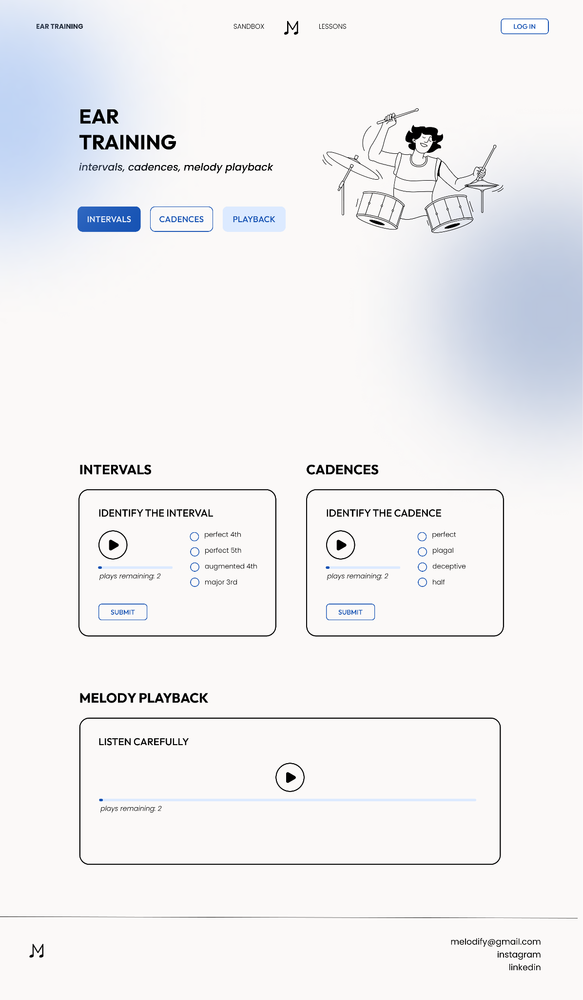 EAR TRAINING
SANDBOX
M
LESSONS
LOG IN
EAR
TRAINING
intervals, cadences, melody playback
INTERVALS
CADENCES
PLAYBACK
INTERVALS
IDENTIFY THE INTERVAL
perfect 4th
perfect 5th
augmented 4th
major 3rd
plays remaining: 2
SUBMIT
CADENCES
IDENTIFY THE CADENCE
perfect
plagal
deceptive
half
plays remaining: 2
SUBMIT
MELODY PLAYBACK
LISTEN CAREFULLY
plays remaining: 2
M
melodify@gmail.com
instagram
linkedin